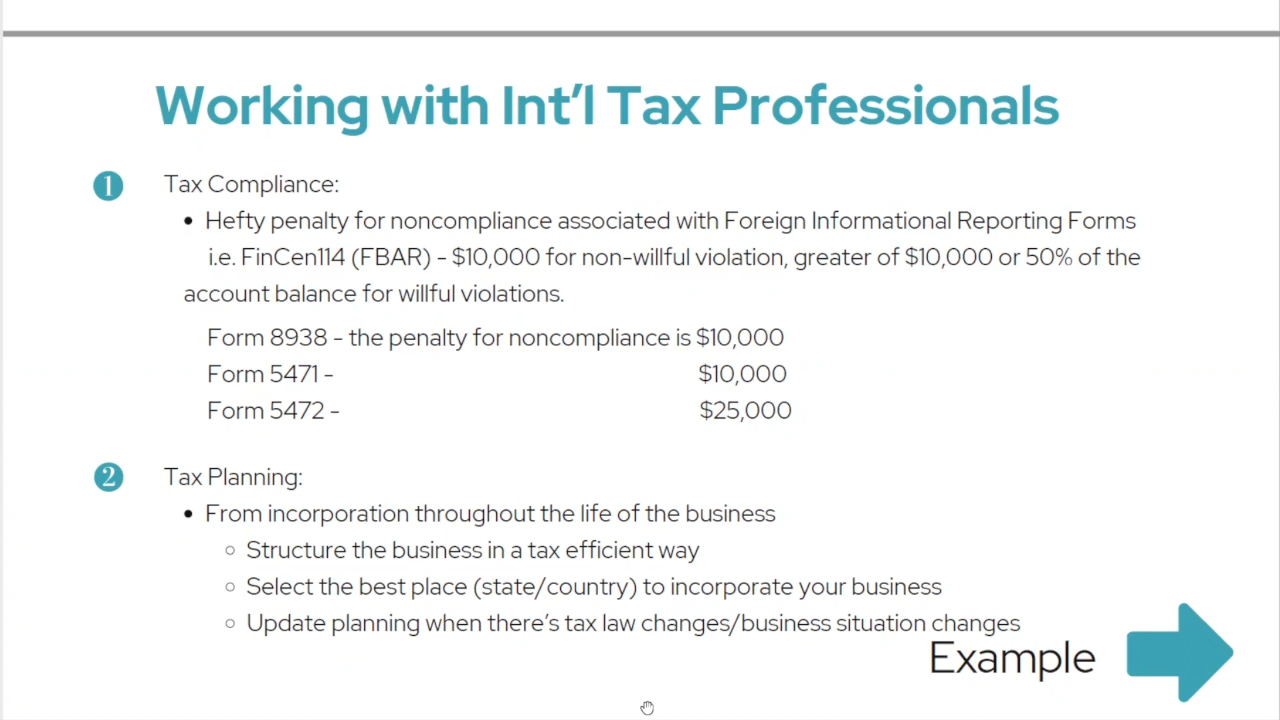 Working with Int'l Tax Professionals
1 Tax Compliance:
• Hefty penalty for noncompliance associated with Foreign Informational Reporting Forms
i.e. FinCen114 (FBAR) - $10,000 for non-willful violation, greater of $10,000 or 50% of the
account balance for willful violations.
Form 8938 - the penalty for noncompliance is $10,000
Form 5471 - $10,000
Form 5472 - $25,000
2 Tax Planning:
• From incorporation throughout the life of the business
○ Structure the business in a tax efficient way
○ Select the best place (state/country) to incorporate your business
○ Update planning when there's tax law changes/business situation changes
Example